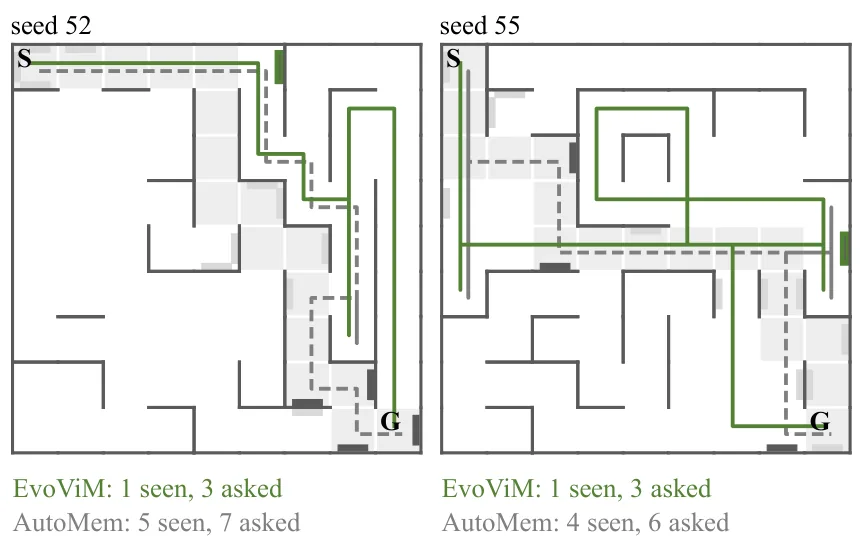 seed 52
S
G
EvoViM: 1 seen, 3 asked
AutoMem: 5 seen, 7 asked
seed 55
S
G
EvoViM: 1 seen, 3 asked
AutoMem: 4 seen, 6 asked